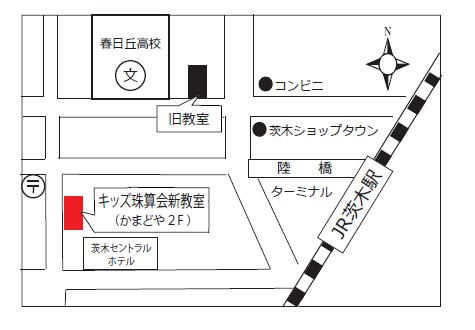 春日丘高校
文
N
旧教室
コンビニ
茨木ショップタウン
陸橋
ターミナル
JR茨木駅
〒
キッズ珠算会新教室
(かまどや2F)
茨木セントラル
ホテル